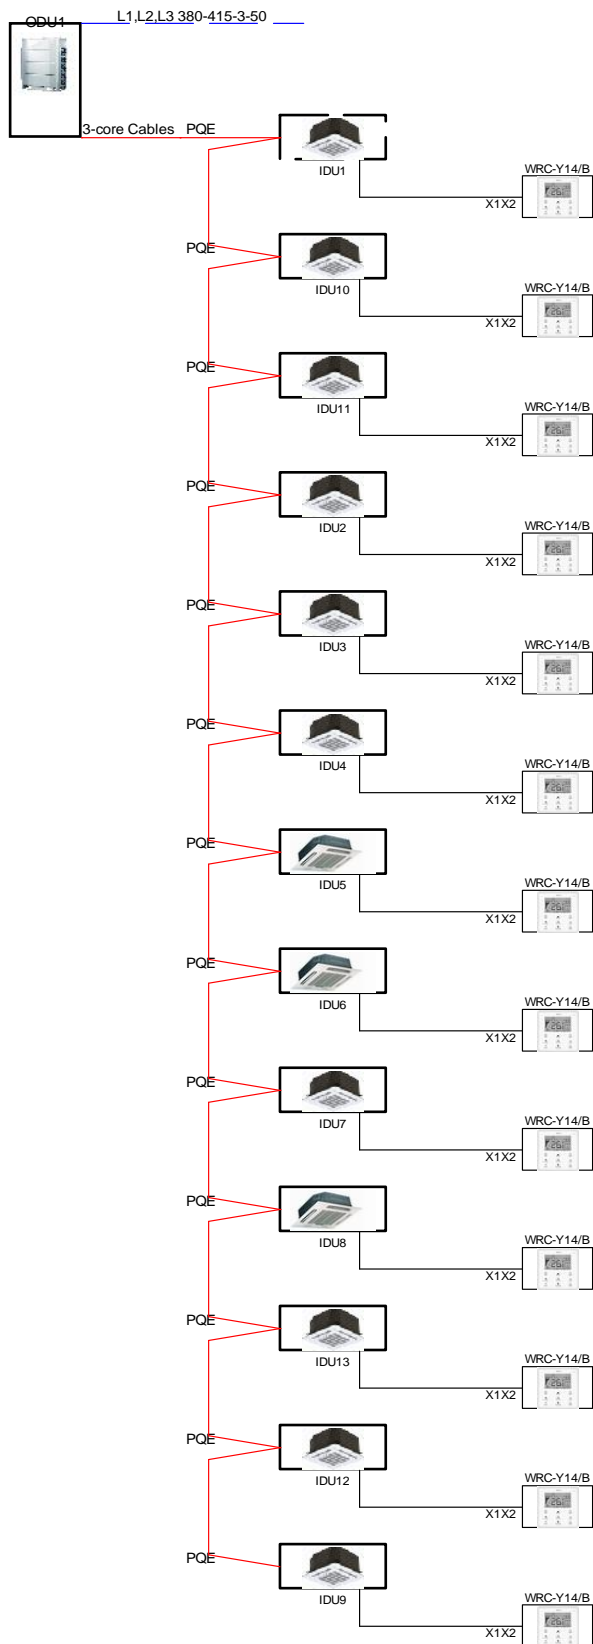 ODU1
L1,L2,L3 380-415-3-50
3-core Cables PQE
IDU1
WRC-Y14/B
X1X2
PQE
IDU10
WRC-Y14/B
X1X2
PQE
IDU11
WRC-Y14/B
X1X2
PQE
IDU2
WRC-Y14/B
X1X2
PQE
IDU3
WRC-Y14/B
X1X2
PQE
IDU4
WRC-Y14/B
X1X2
PQE
IDU5
WRC-Y14/B
X1X2
PQE
IDU6
WRC-Y14/B
X1X2
PQE
IDU7
WRC-Y14/B
X1X2
PQE
IDU8
WRC-Y14/B
X1X2
PQE
IDU13
WRC-Y14/B
X1X2
PQE
IDU12
WRC-Y14/B
X1X2
PQE
IDU9
WRC-Y14/B
X1X2